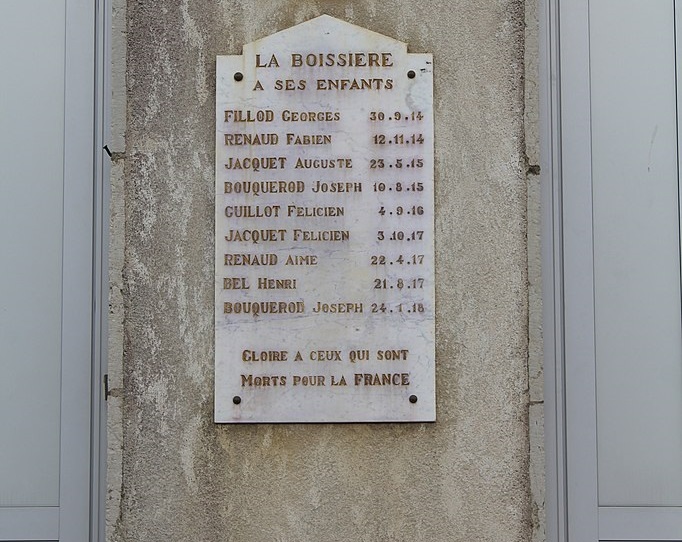 LA BOISSIERE
A SES ENFANTS
FILLOD GEORGES 30.9.14
RENAUD FABIEN 12.11.14
JACQUET AUGUSTE 23.5.15
BOUQUEROD JOSEPH 10.8.15
GUILLOT FELICIEN 4.9.16
JACQUET FELICIEN 3.10.17
RENAUD AIME 22.4.17
BEL HENRI 21.8.17
BOUQUEROD JOSEPH 24.1.18
GLOIRE A CEUX QUI SONT
MORTS POUR LA FRANCE